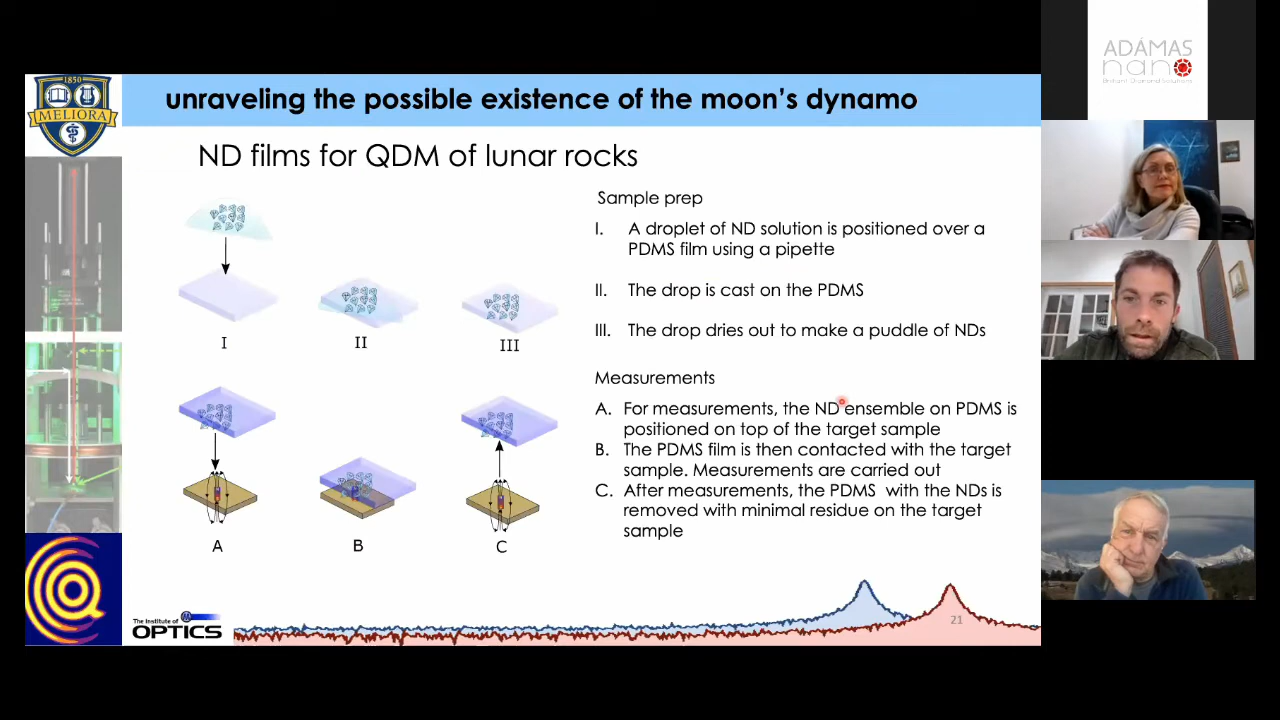 1850
MELIORA
unraveling the possible existence of the moon's dynamo
ND films for QDM of lunar rocks
I
II
III
A
B
C
Sample prep
I. A droplet of ND solution is positioned over a
PDMS film using a pipette
II. The drop is cast on the PDMS
III. The drop dries out to make a puddle of NDs
Measurements
A. For measurements, the ND ensemble on PDMS is
positioned on top of the target sample
B. The PDMS film is then contacted with the target
sample. Measurements are carried out
C. After measurements, the PDMS with the NDs is
removed with minimal residue on the target
sample
The Institute of
OPTICS
21
ADÁMAS
nano
Brilliant Diamond Solutions